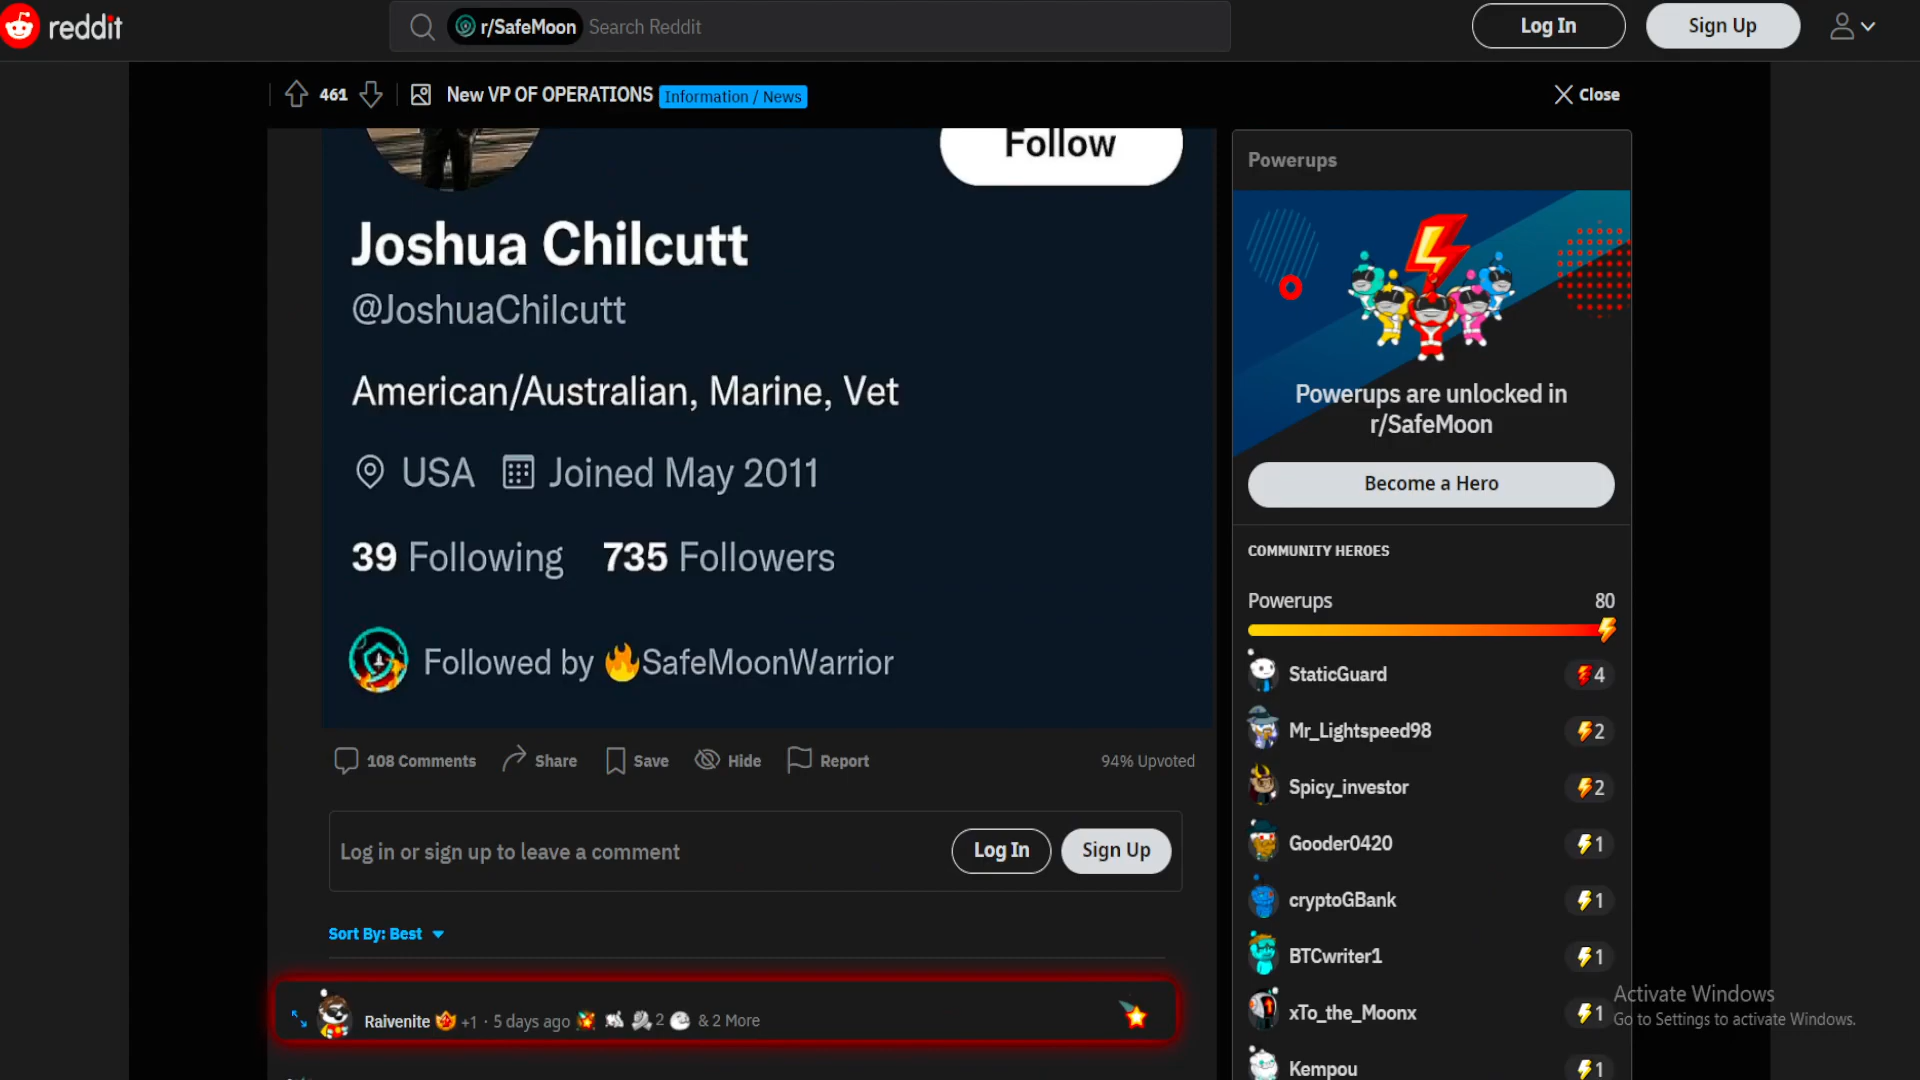 reddit
r/SafeMoon Search Reddit
Log In
Sign Up
461
New VP OF OPERATIONS Information / News
Close
Follow
Joshua Chilcutt
@JoshuaChilcutt
American/Australian, Marine, Vet
USA Joined May 2011
39 Following 735 Followers
Followed by 🔥SafeMoonWarrior
108 Comments Share Save Hide Report 94% Upvoted
Log in or sign up to leave a comment Log In Sign Up
Sort By: Best
Raivenite +1 · 5 days ago 2 & 2 More
Powerups
Powerups are unlocked in
r/SafeMoon
Become a Hero
COMMUNITY HEROES
Powerups 80
StaticGuard 4
Mr_Lightspeed98 2
Spicy_investor 2
Gooder0420 1
cryptoGBank 1
BTCwriter1 1
xTo_the_Moonx 1
Kempou 1
Activate Windows
Go to Settings to activate Windows.